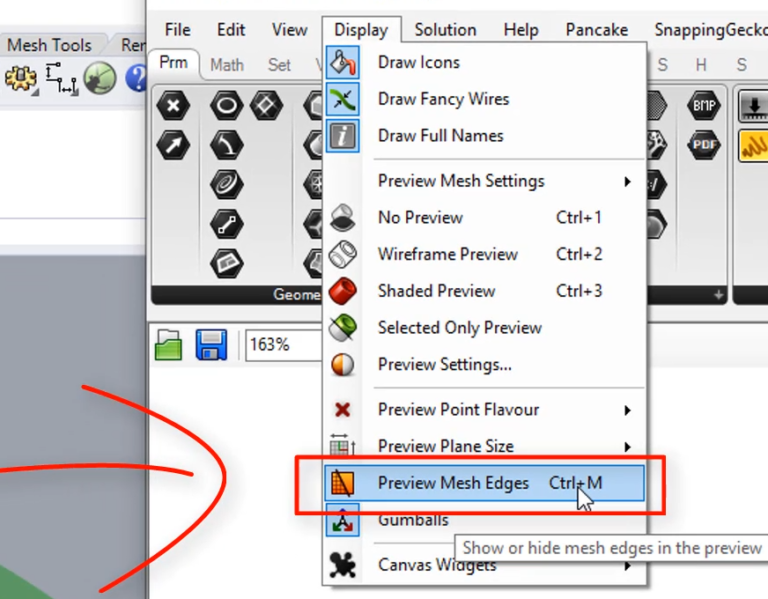 File Edit View Display Solution Help Pancake SnappingGecko
Mesh Tools Ren
Prm Math Set V S H S
Draw Icons
BMP
Draw Fancy Wires
Draw Full Names
PDF
Preview Mesh Settings
No Preview Ctrl+1
Wireframe Preview Ctrl+2
Shaded Preview Ctrl+3
Geome
Selected Only Preview
163%
Preview Settings...
Preview Point Flavour
Preview Plane Size
Preview Mesh Edges Ctrl+M
Gumballs
Show or hide mesh edges in the preview
Canvas Widgets